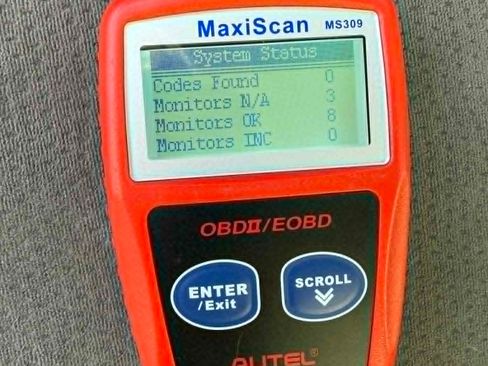 MaxiScan MS309
System Status
Codes Found 0
Monitors N/A 3
Monitors OK 8
Monitors INC 0
OBDII/EOBD
ENTER
/Exit
SCROLL
AUTEL®